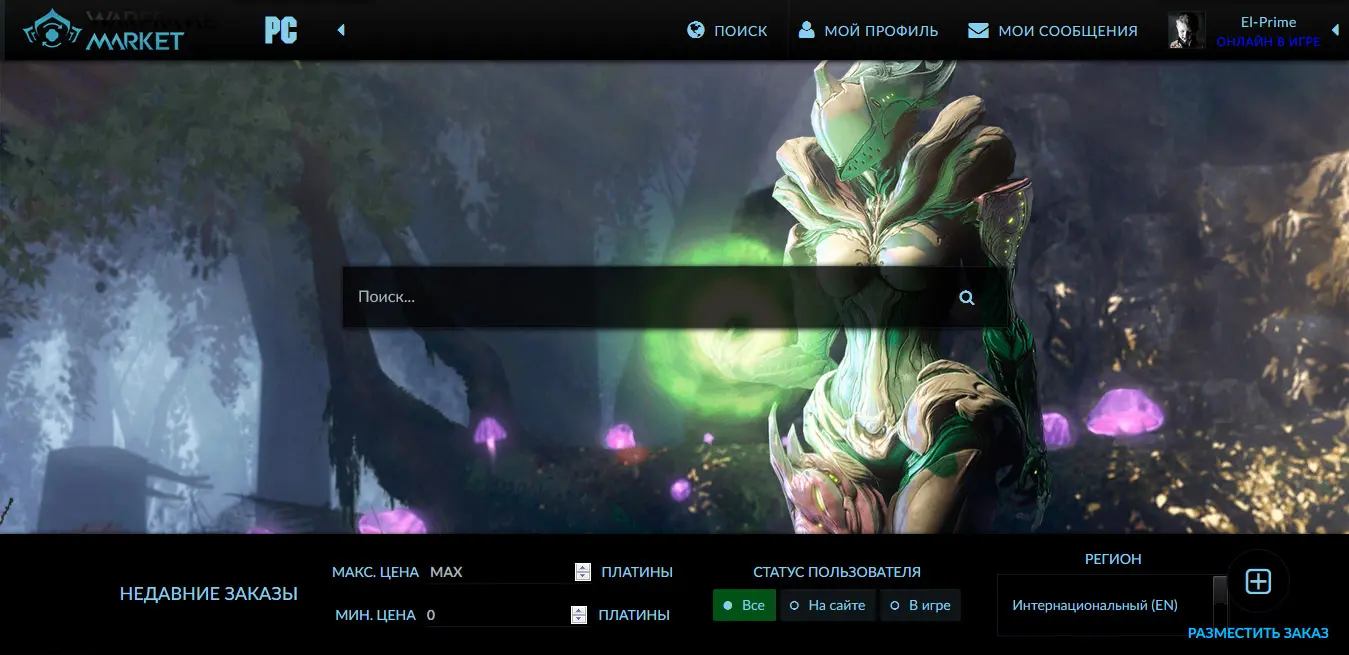 WARFRAME
MARKET
PC
ПОИСК
МОЙ ПРОФИЛЬ
МОИ СООБЩЕНИЯ
El-Prime
ОНЛАЙН В ИГРЕ
Поиск...
НЕДАВНИЕ ЗАКАЗЫ
МАКС. ЦЕНА MAX ПЛАТИНЫ
МИН. ЦЕНА 0 ПЛАТИНЫ
СТАТУС ПОЛЬЗОВАТЕЛЯ
Все На сайте В игре
РЕГИОН
Интернациональный (EN)
РАЗМЕСТИТЬ ЗАКАЗ